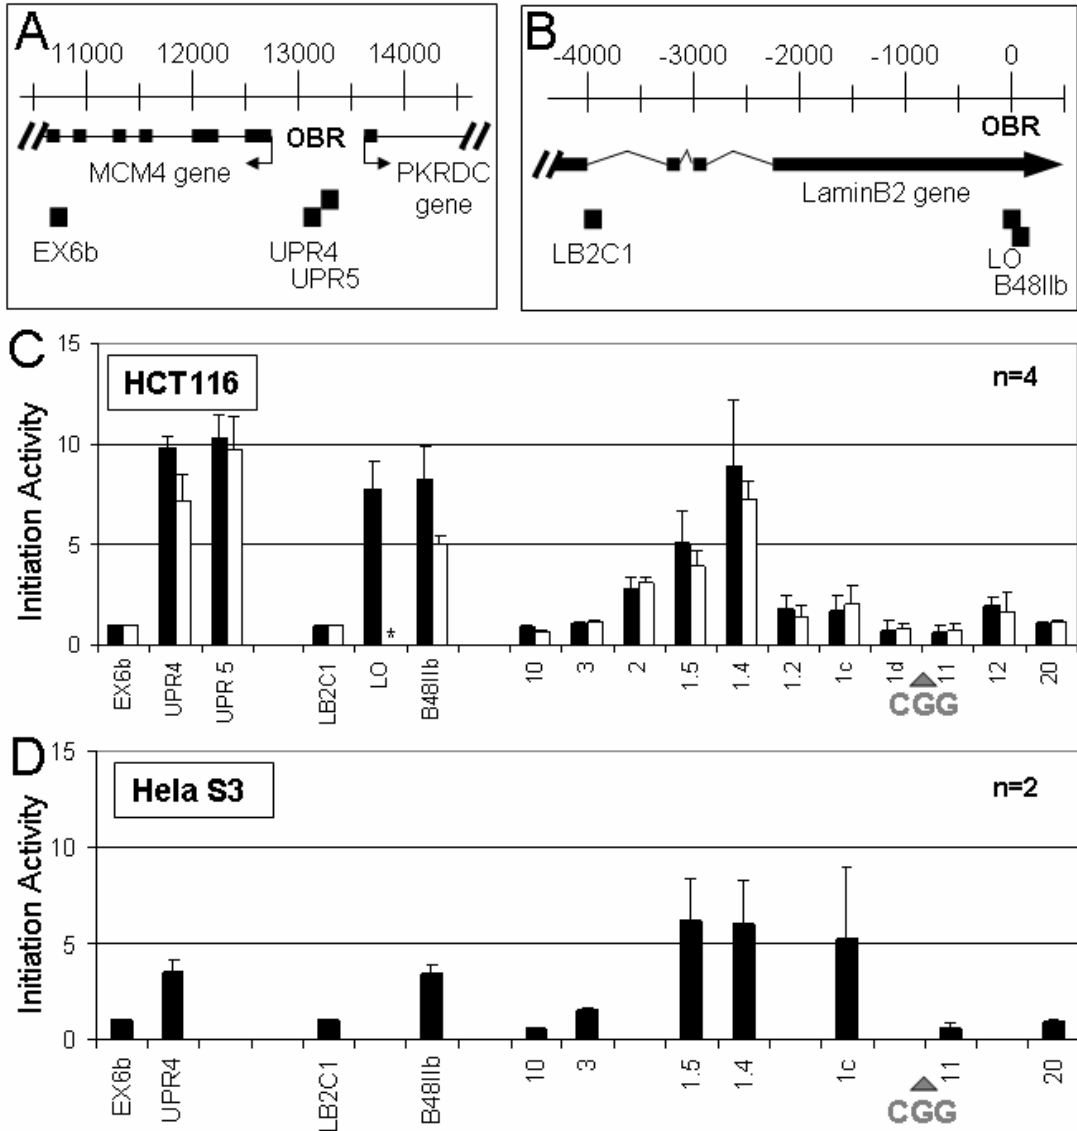 A
11000 12000 13000 14000
OBR
MCM4 gene
PKRDC
gene
EX6b
UPR4
UPR5
B
-4000 -3000 -2000 -1000 0
OBR
LaminB2 gene
LB2C1
LO
B48IIb
C
HCT116
n=4
Initiation Activity
15
10
5
0
EX6b UPR4 UPR 5 LB2C1 LO B48IIb 10 3 2 1.5 1.4 1.2 1c 1d 11 12 20
*
CGG
D
Hela S3
n=2
Initiation Activity
15
10
5
0
EX6b UPR4 LB2C1 B48IIb 10 3 1.5 1.4 1c 11 20
CGG